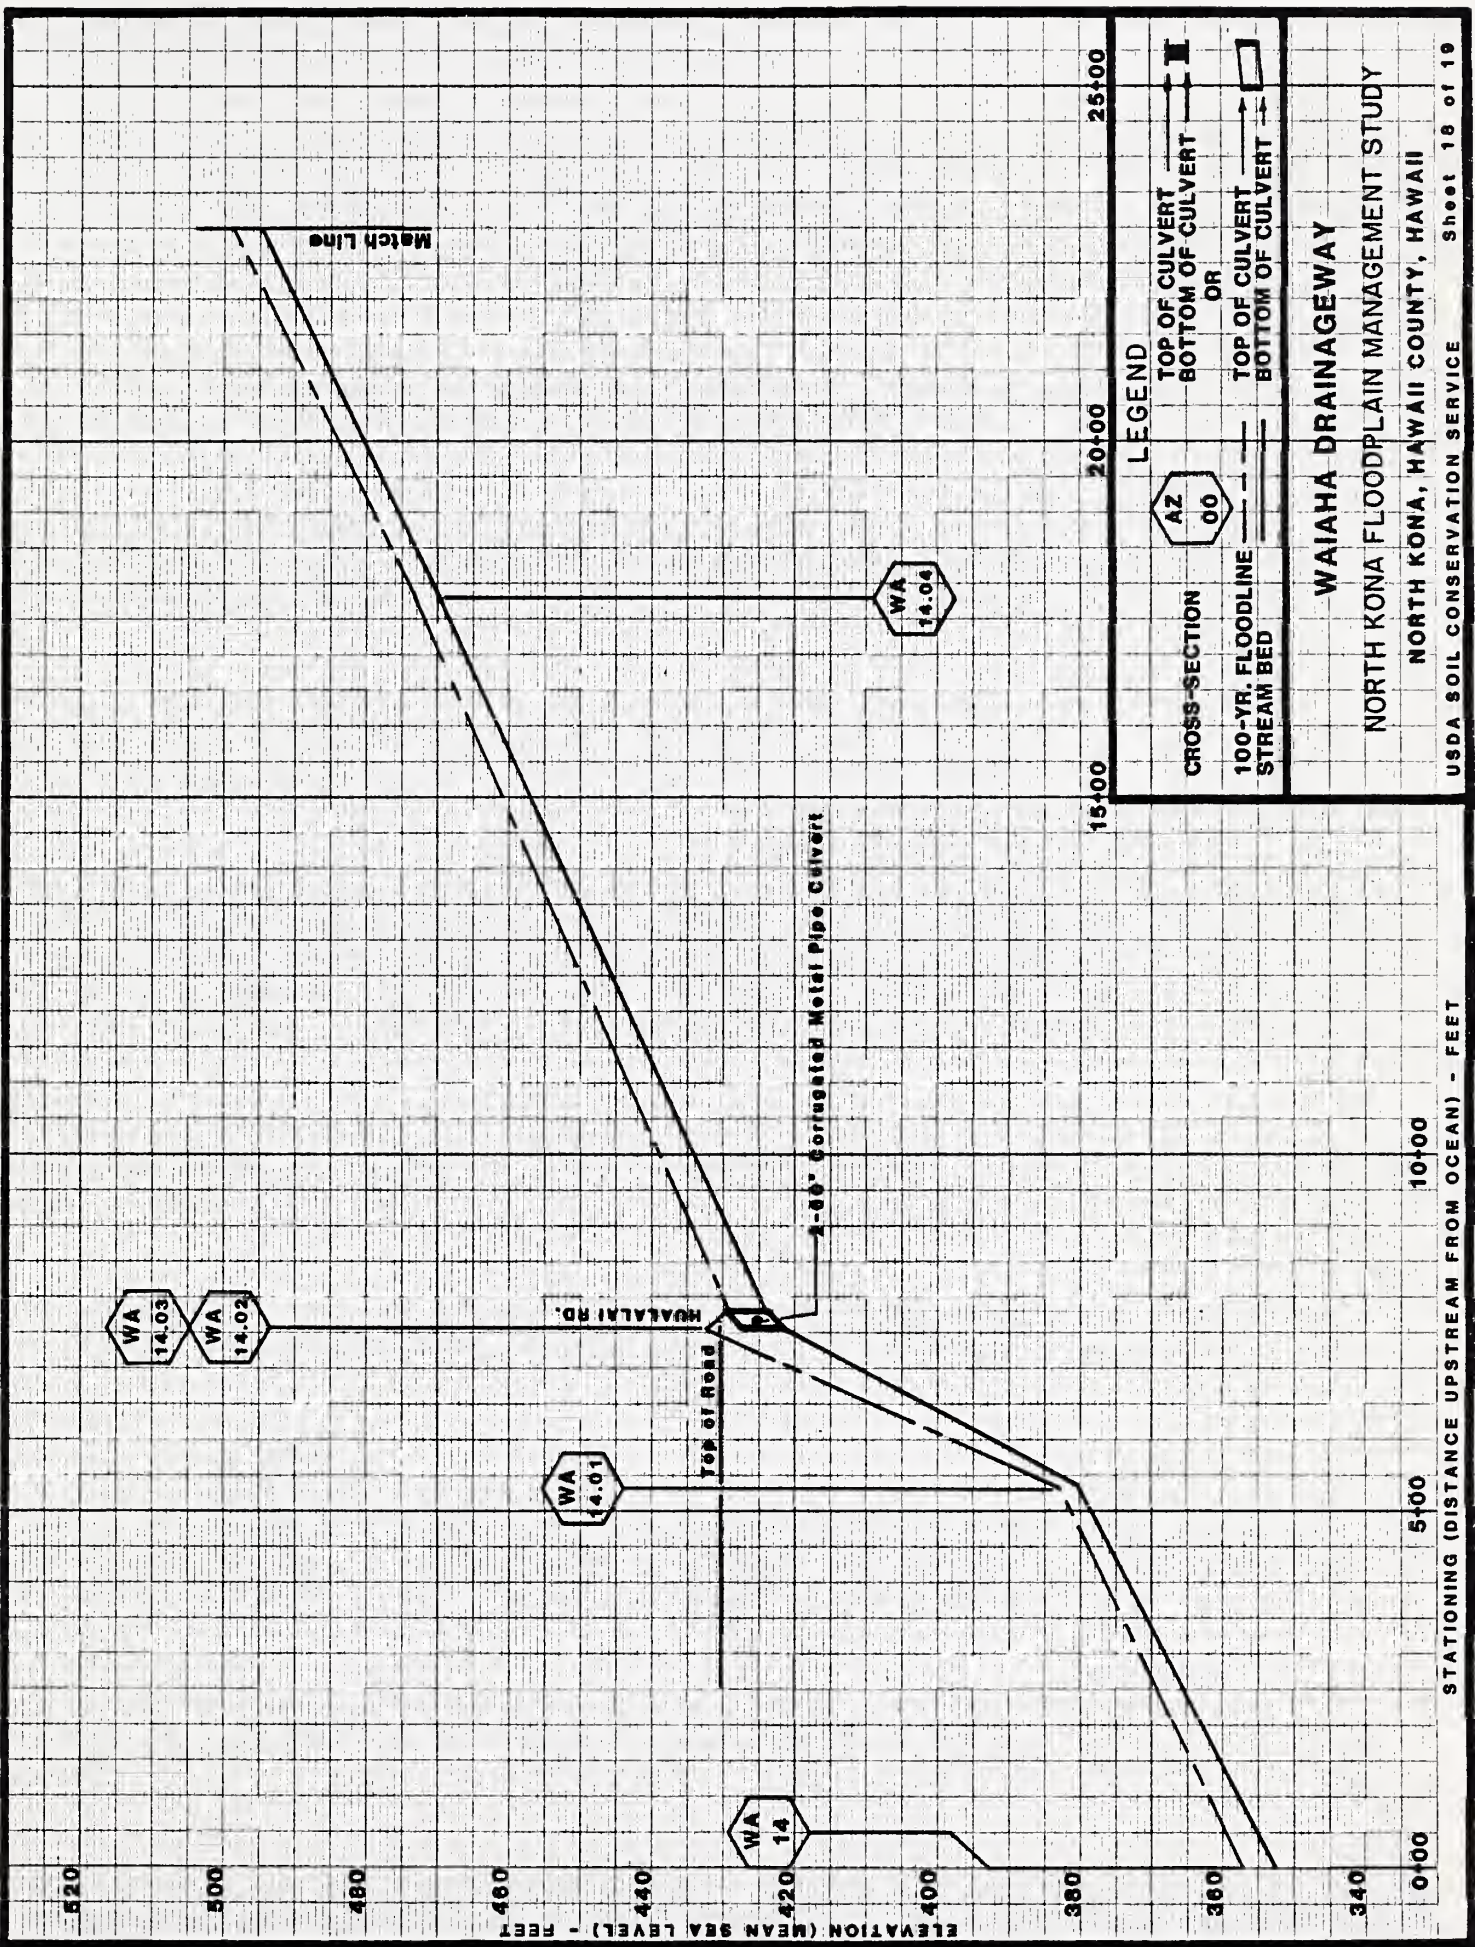 520
500
480
460
440
420
400
380
360
340
ELEVATION (MEAN SEA LEVEL) - FEET
WA
14
WA
14.01
WA
14.03
WA
14.02
HUALALAI RD.
Top of Road
Corrugated Metal Pipe Culvert
WA
14.04
Match Line
0+00
5+00
10+00
15+00
20+00
25+00
STATIONING (DISTANCE UPSTREAM FROM OCEAN) - FEET
LEGEND
CROSS-SECTION
AZ
00
100-YR. FLOODLINE
STREAM BED
TOP OF CULVERT
BOTTOM OF CULVERT
OR
TOP OF CULVERT
BOTTOM OF CULVERT
WAIAHA DRAINAGEWAY
NORTH KONA FLOODPLAIN MANAGEMENT STUDY
NORTH KONA, HAWAII COUNTY, HAWAII
USDA SOIL CONSERVATION SERVICE Sheet 18 of 19